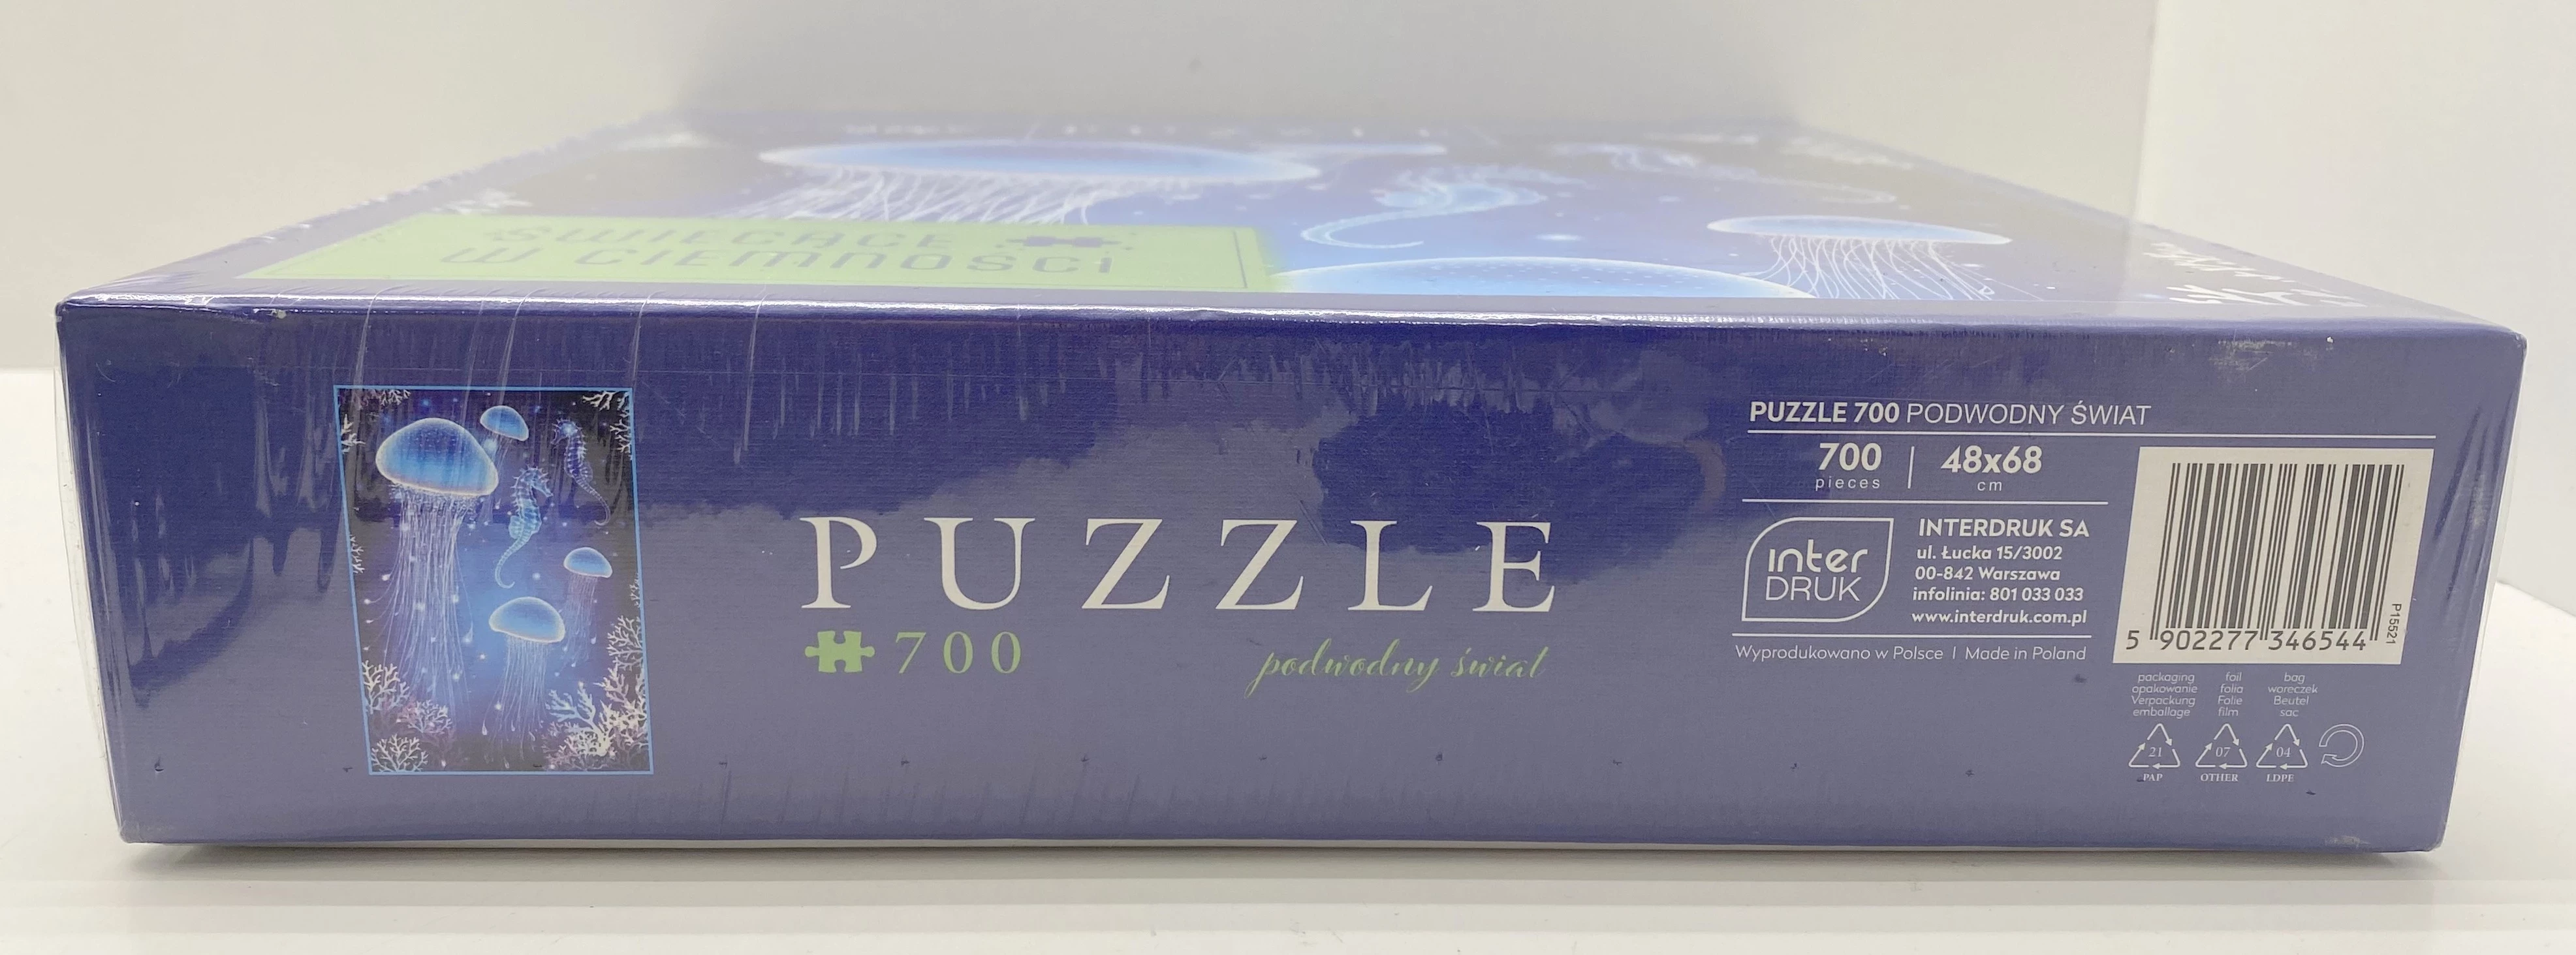 ŚWIECĄCE
W CIEMNOŚCI
PUZZLE
700
podwodny świat
PUZZLE 700 PODWODNY ŚWIAT
700
pieces
48x68
cm
inter
DRUK
INTERDRUK SA
ul. Łucka 15/3002
00-842 Warszawa
infolinia: 801 033 033
www.interdruk.com.pl
Wyprodukowano w Polsce | Made in Poland
5 902277 346544
P15521
packaging
opakowanie
Verpackung
emballage
foil
folia
Folie
film
bag
woreczek
Beutel
sac
21
PAP
07
OTHER
04
LDPE